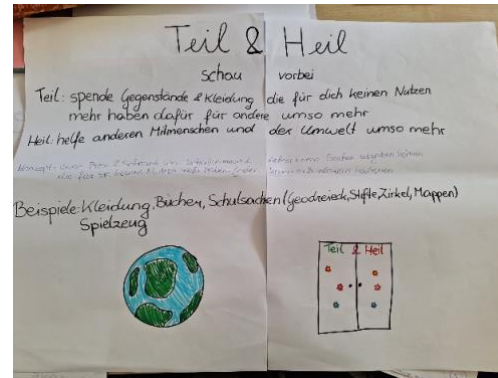 Teil & Heil
schau vorbei
Teil: spende Gegenstände & Kleidung die für dich keinen Nutzen
mehr haben dafür für andere umso mehr
Heil: helfe anderen Mitmenschen und der Umwelt umso mehr
Beispiele: Kleidung, Bücher, Schulsachen (Geodreieck, Stifte, Zirkel, Mappen)
Spielzeug
Teil & Heil